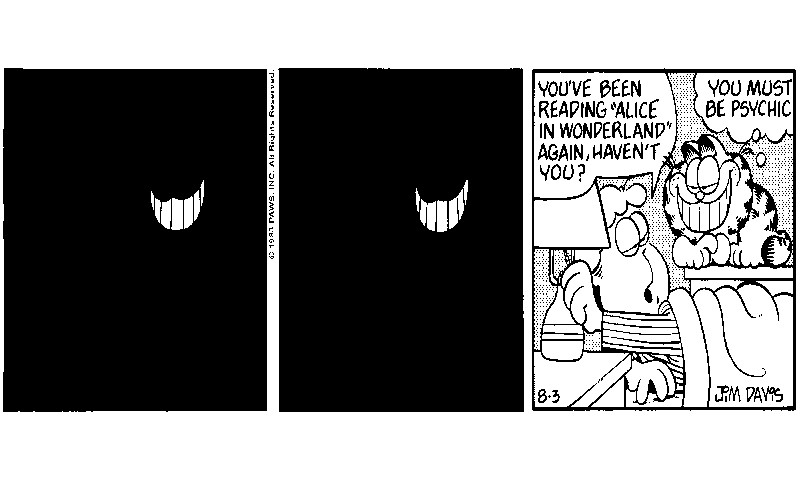 © 1983 PAWS, INC. All Rights Reserved.
YOU'VE BEEN
READING "ALICE
IN WONDERLAND"
AGAIN, HAVEN'T
YOU?
YOU MUST
BE PSYCHIC
8-3
JIM DAVIS